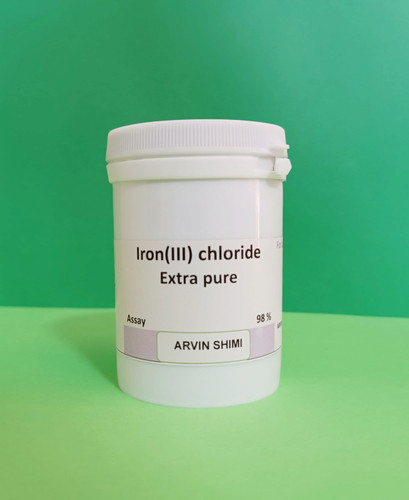 Iron(III) chloride
Extra pure
Assay 98 %
ARVIN SHIMI